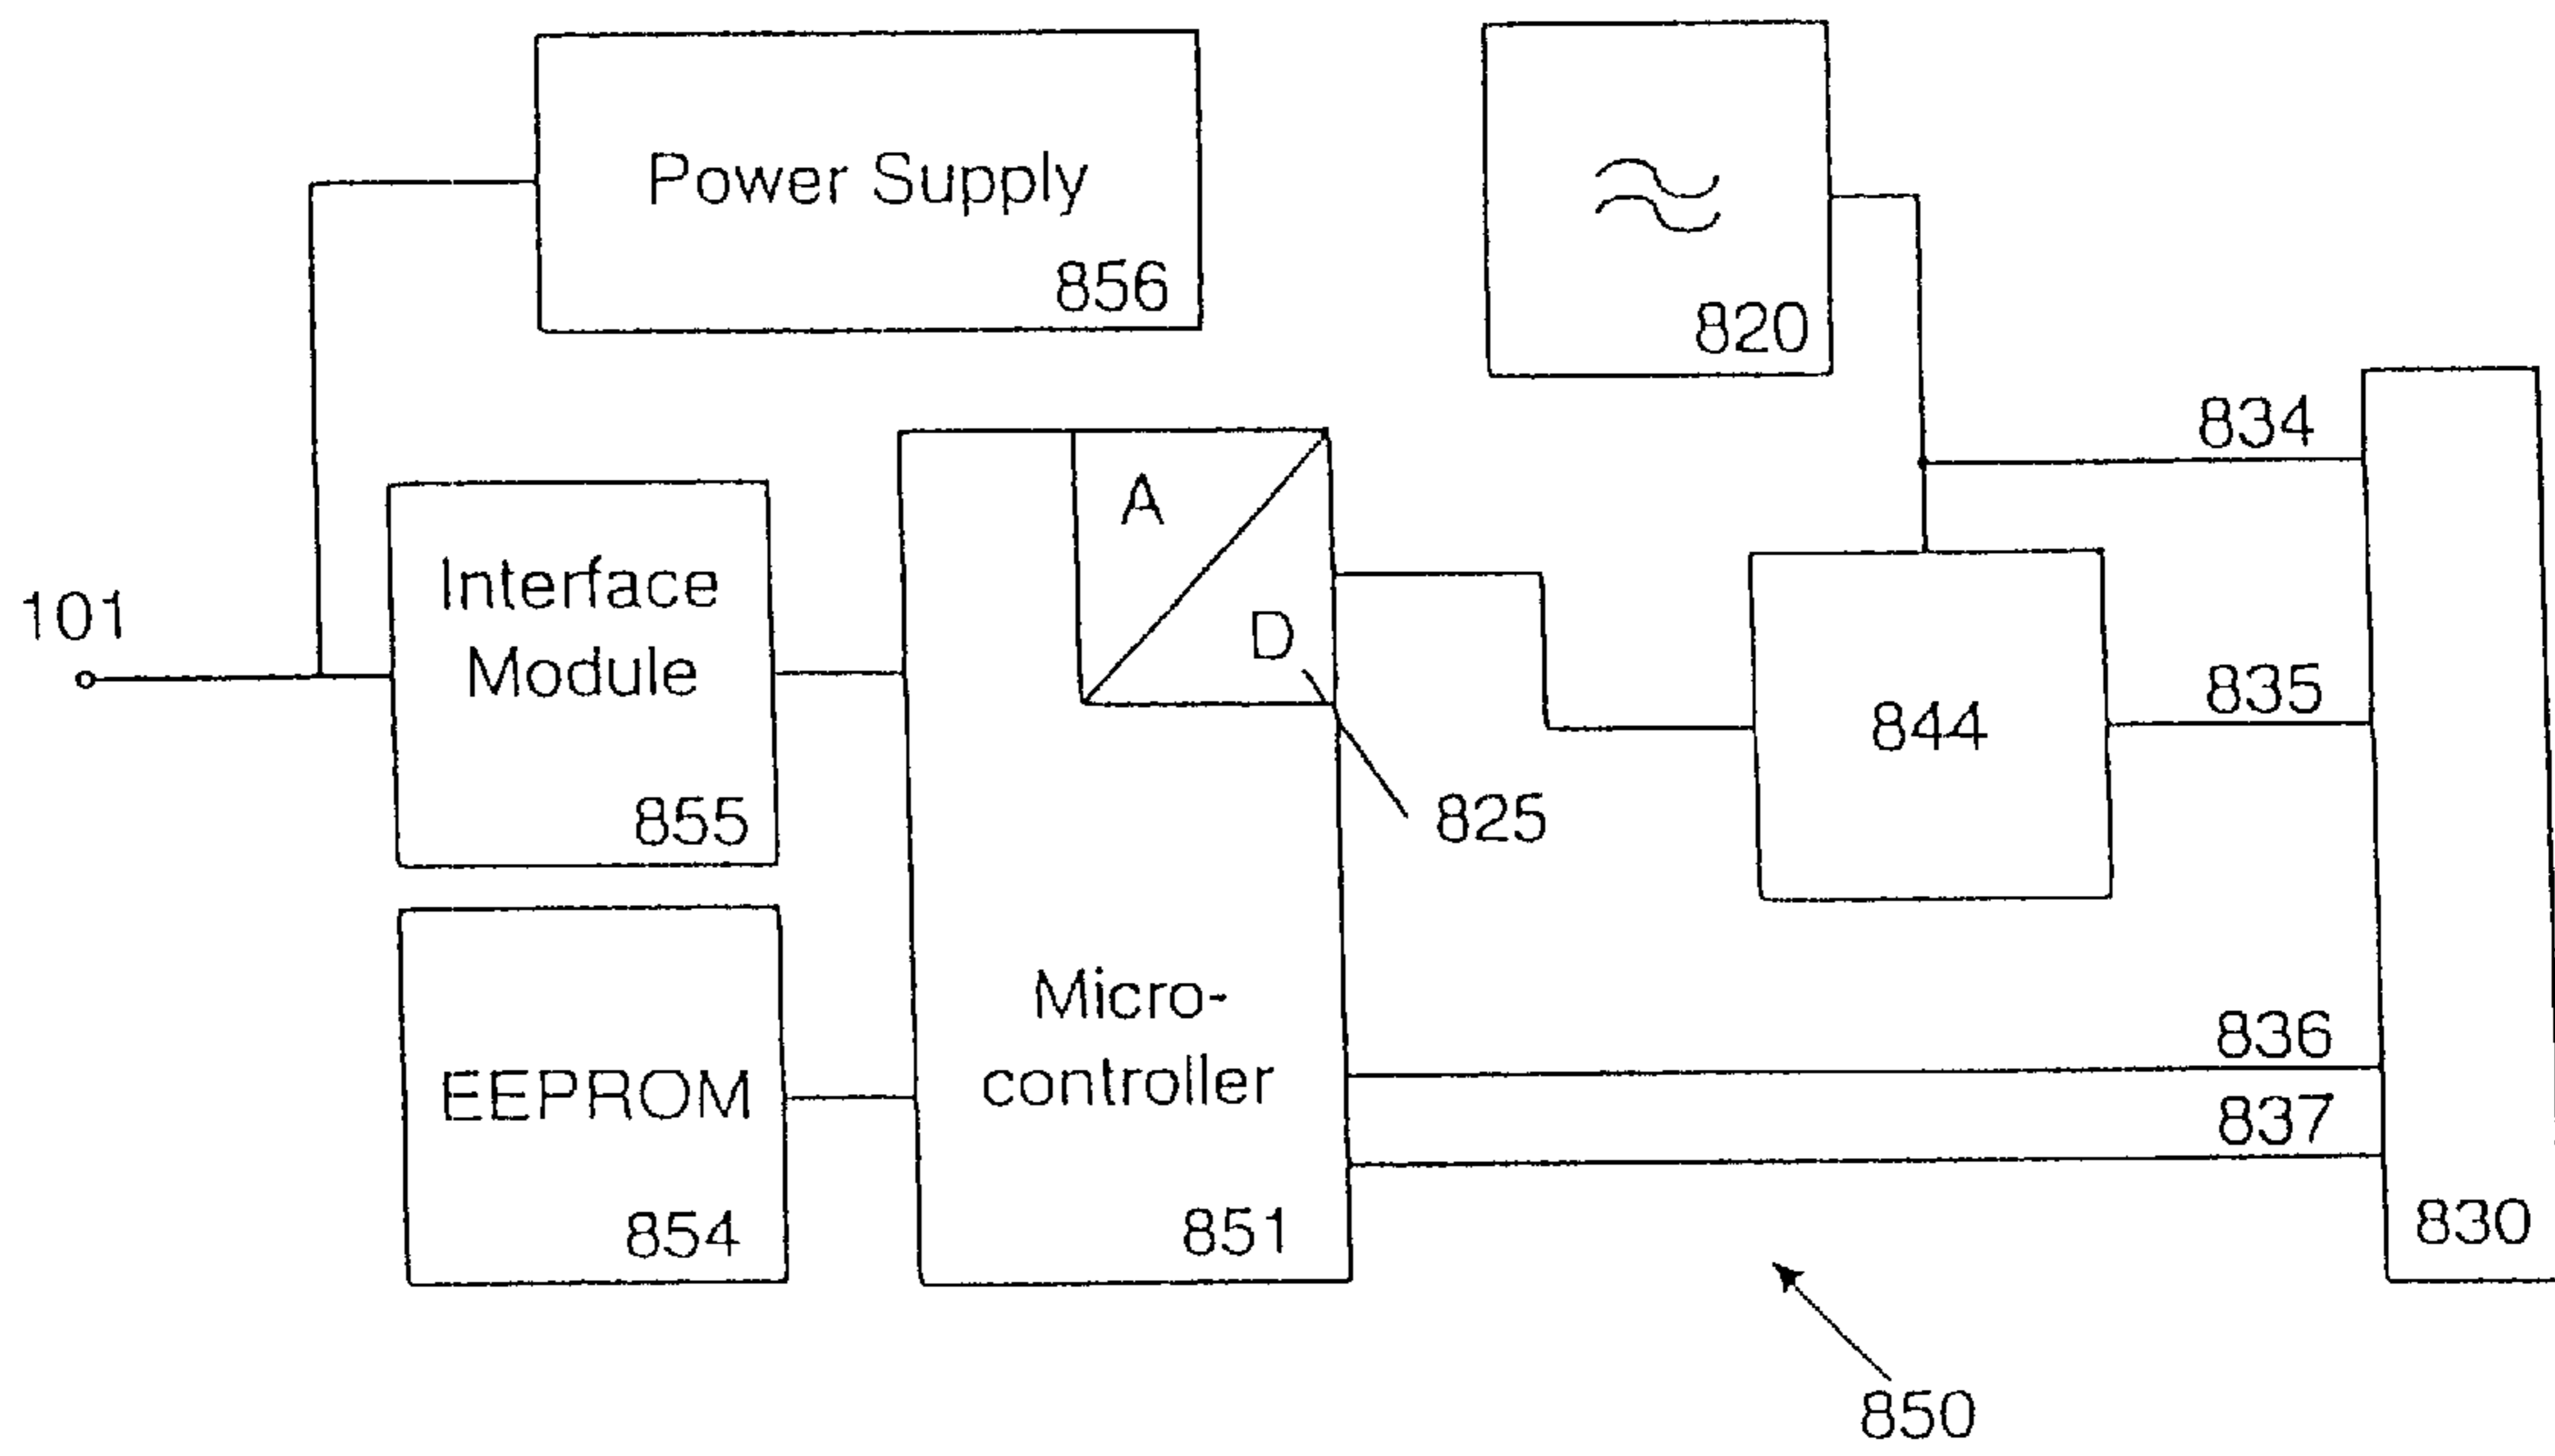 Power Supply
856
820
834
A
D
Interface
Module
855
101
844
835
825
836
837
Micro-
controller
851
EEPROM
854
830
850